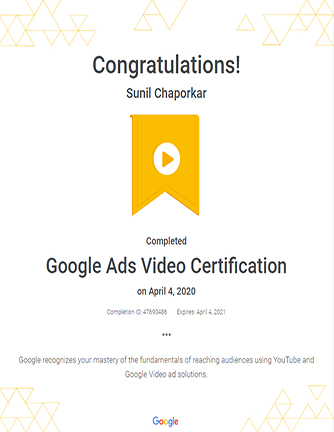 Congratulations!
Sunil Chaporkar
Completed
Google Ads Video Certification
on April 4, 2020
Completion ID: 47690486 Expires: April 4, 2021
Google recognizes your mastery of the fundamentals of reaching audiences using YouTube and
Google Video ad solutions.
Google